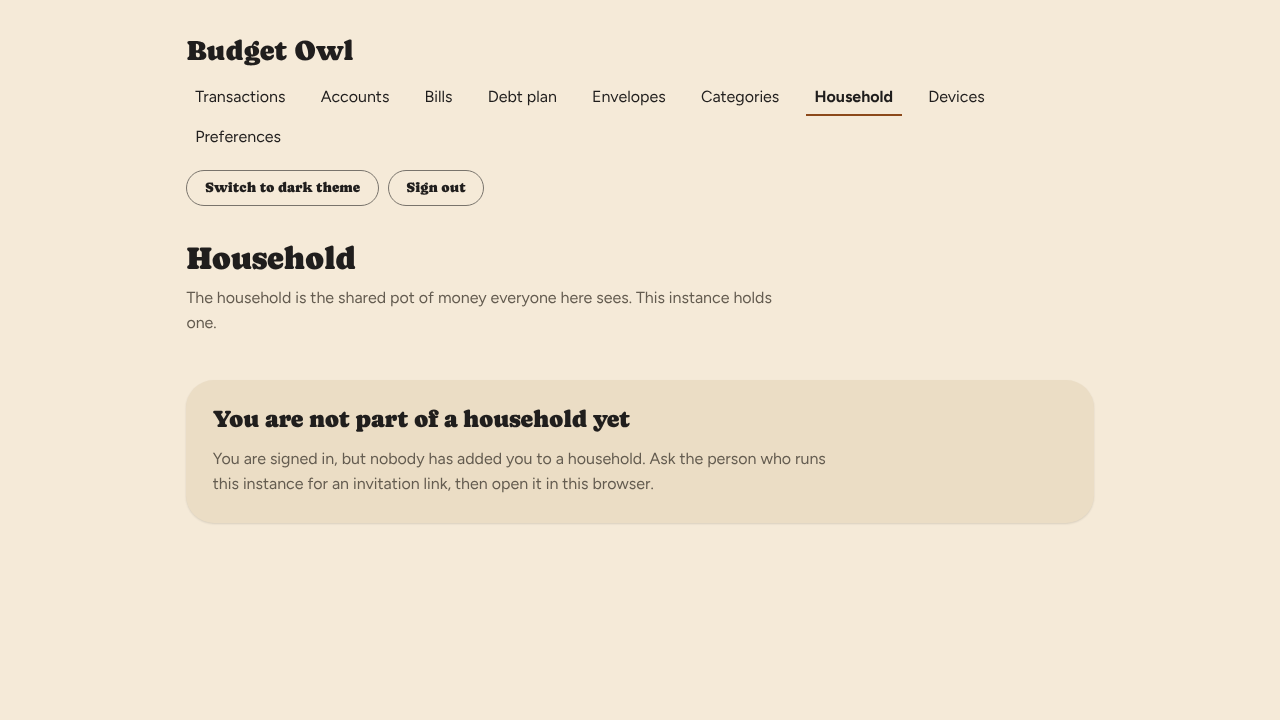 Budget Owl
Transactions Accounts Bills Debt plan Envelopes Categories Household Devices
Preferences
Switch to dark theme Sign out
Household
The household is the shared pot of money everyone here sees. This instance holds
one.
You are not part of a household yet
You are signed in, but nobody has added you to a household. Ask the person who runs
this instance for an invitation link, then open it in this browser.